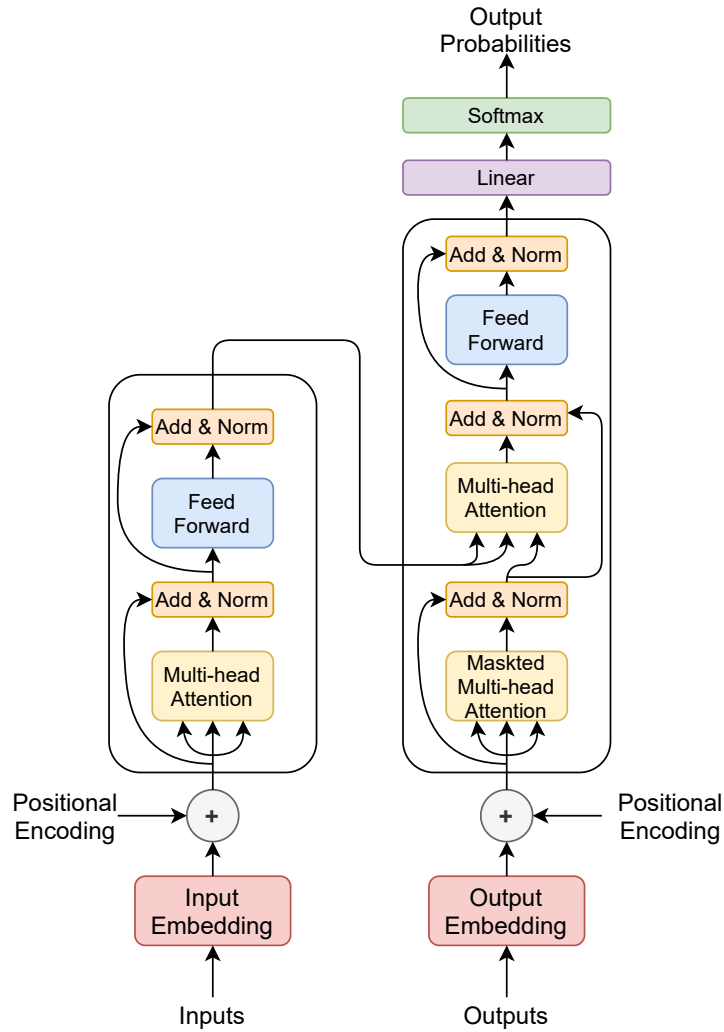 Output
Probabilities
Softmax
Linear
Add & Norm
Feed
Forward
Add & Norm
Multi-head
Attention
Add & Norm
Maskted
Multi-head
Attention
Add & Norm
Feed
Forward
Add & Norm
Multi-head
Attention
Positional
Encoding
+
+
Positional
Encoding
Input
Embedding
Output
Embedding
Inputs
Outputs